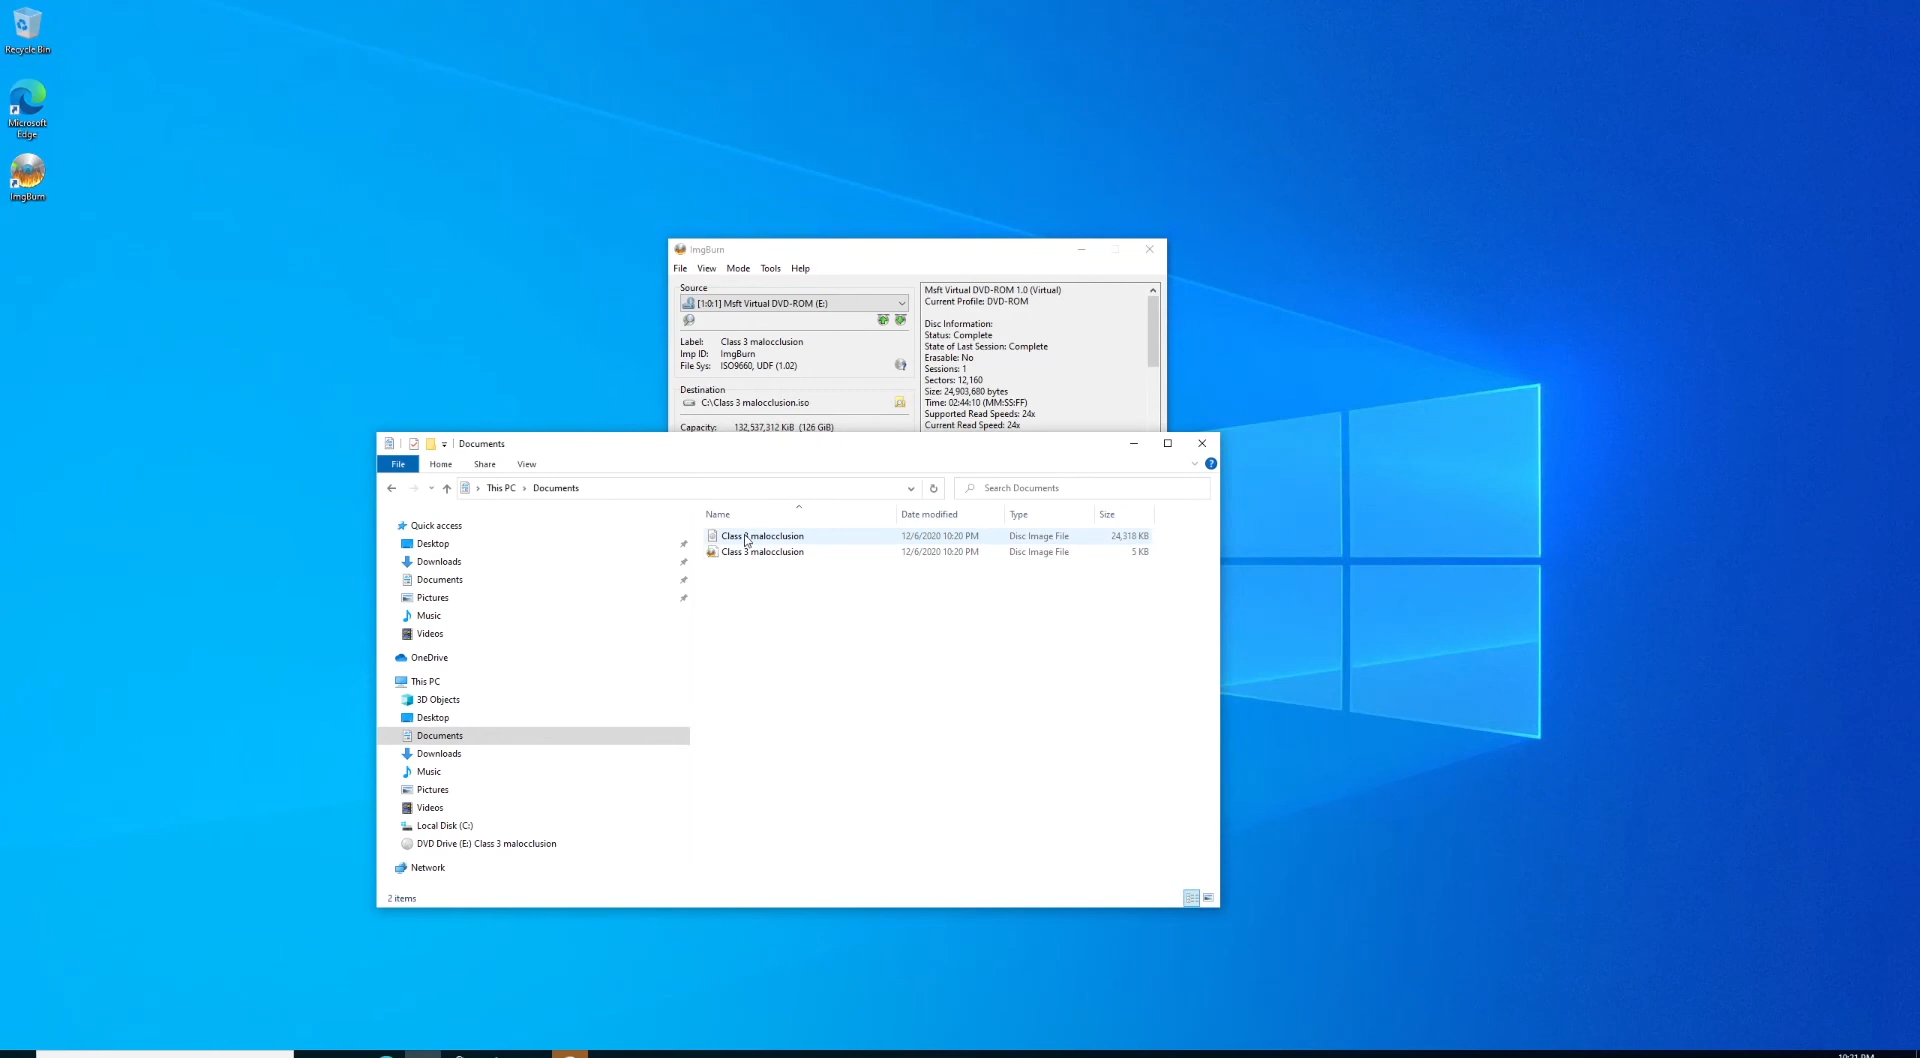 Recycle Bin
Microsoft
Edge
ImgBurn
ImgBurn
File View Mode Tools Help
Source
[1:0:1] Msft Virtual DVD-ROM (E:)
Label: Class 3 malocclusion
Imp ID: ImgBurn
File Sys: ISO9660, UDF (1.02)
Destination
C:\Class 3 malocclusion.iso
Capacity: 132,537,312 KiB (126 GiB)
Msft Virtual DVD-ROM 1.0 (Virtual)
Current Profile: DVD-ROM
Disc Information:
Status: Complete
State of Last Session: Complete
Erasable: No
Sessions: 1
Sectors: 12,160
Size: 24,903,680 bytes
Time: 02:44:10 (MM:SS:FF)
Supported Read Speeds: 24x
Current Read Speed: 24x
Documents
File Home Share View
This PC Documents
Search Documents
Name Date modified Type Size
Class 3 malocclusion 12/6/2020 10:20 PM Disc Image File 24,318 KB
Class 3 malocclusion 12/6/2020 10:20 PM Disc Image File 5 KB
Quick access
Desktop
Downloads
Documents
Pictures
Music
Videos
OneDrive
This PC
3D Objects
Desktop
Documents
Downloads
Music
Pictures
Videos
Local Disk (C:)
DVD Drive (E:) Class 3 malocclusion
Network
2 items
10:21 PM